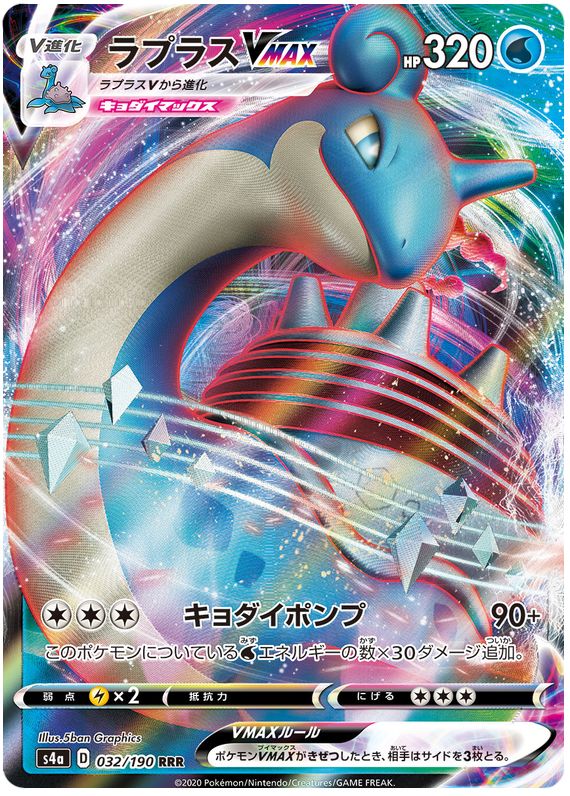 V進化
ラプラスVMAX
HP320
ラプラスVから進化
キョダイマックス
キョダイポンプ 90+
このポケモンについているエネルギーの数×30ダメージ追加。
弱点 ×2 抵抗力 にげる
Illus.5ban Graphics
s4a D 032/190 RRR
VMAXルール
ポケモンVMAXがきぜつしたとき、相手はサイドを3枚とる。
©2020 Pokémon/Nintendo/Creatures/GAME FREAK.